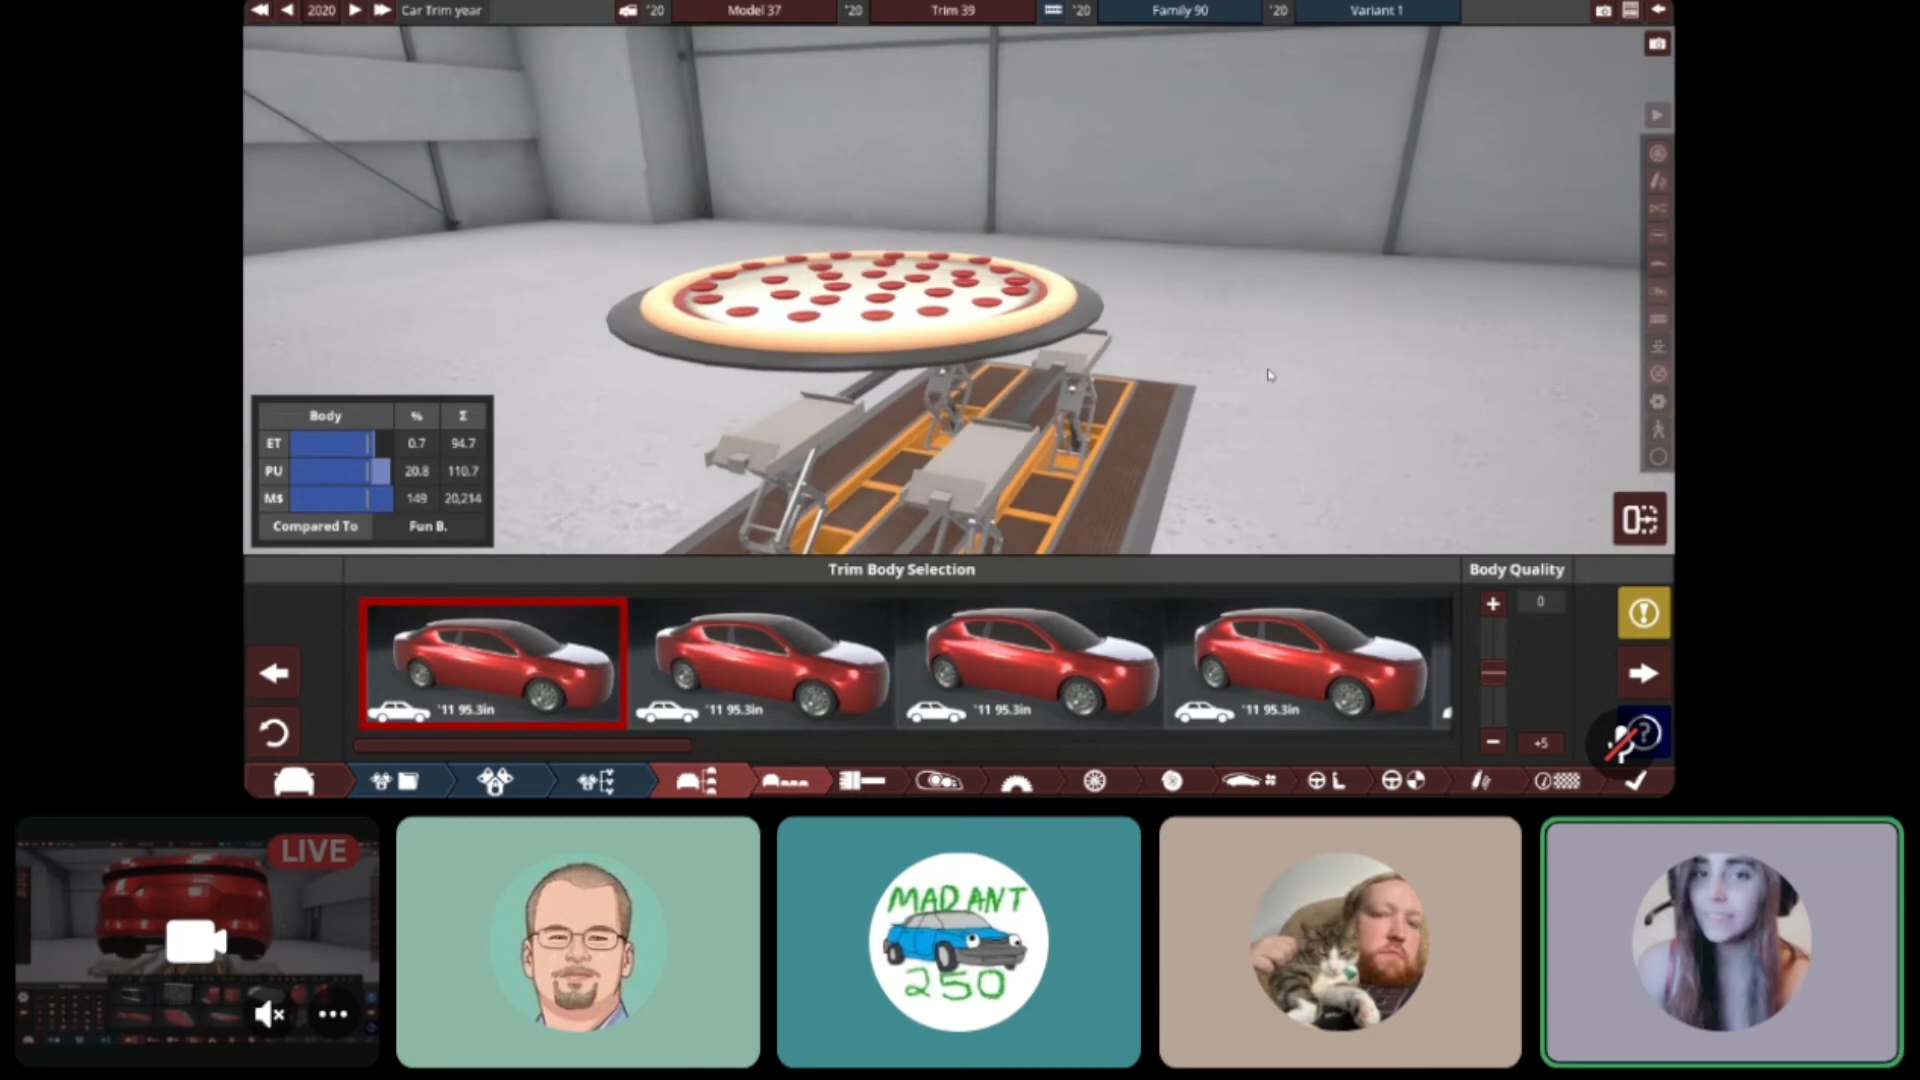 2020 Car Trim year '20 Model 37 '20 Trim 39 '20 Family 90 '20 Variant 1
Body % Σ
ET 0.7 94.7
PU 20.8 110.7
M$ 149 20,214
Compared To Fun B.
Trim Body Selection
Body Quality
0
'11 95.3in
'11 95.3in
'11 95.3in
'11 95.3in
+5
LIVE
MAD ANT
250